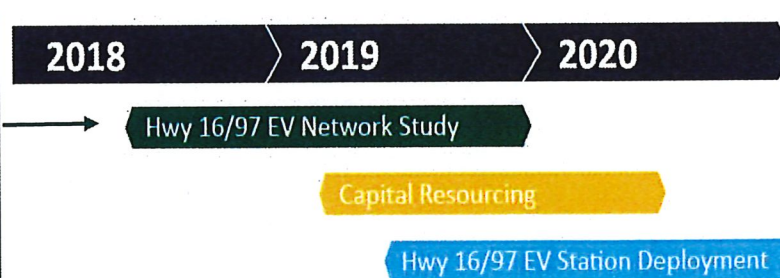 2018 2019 2020
Hwy 16/97 EV Network Study
Capital Resourcing
Hwy 16/97 EV Station Deployment